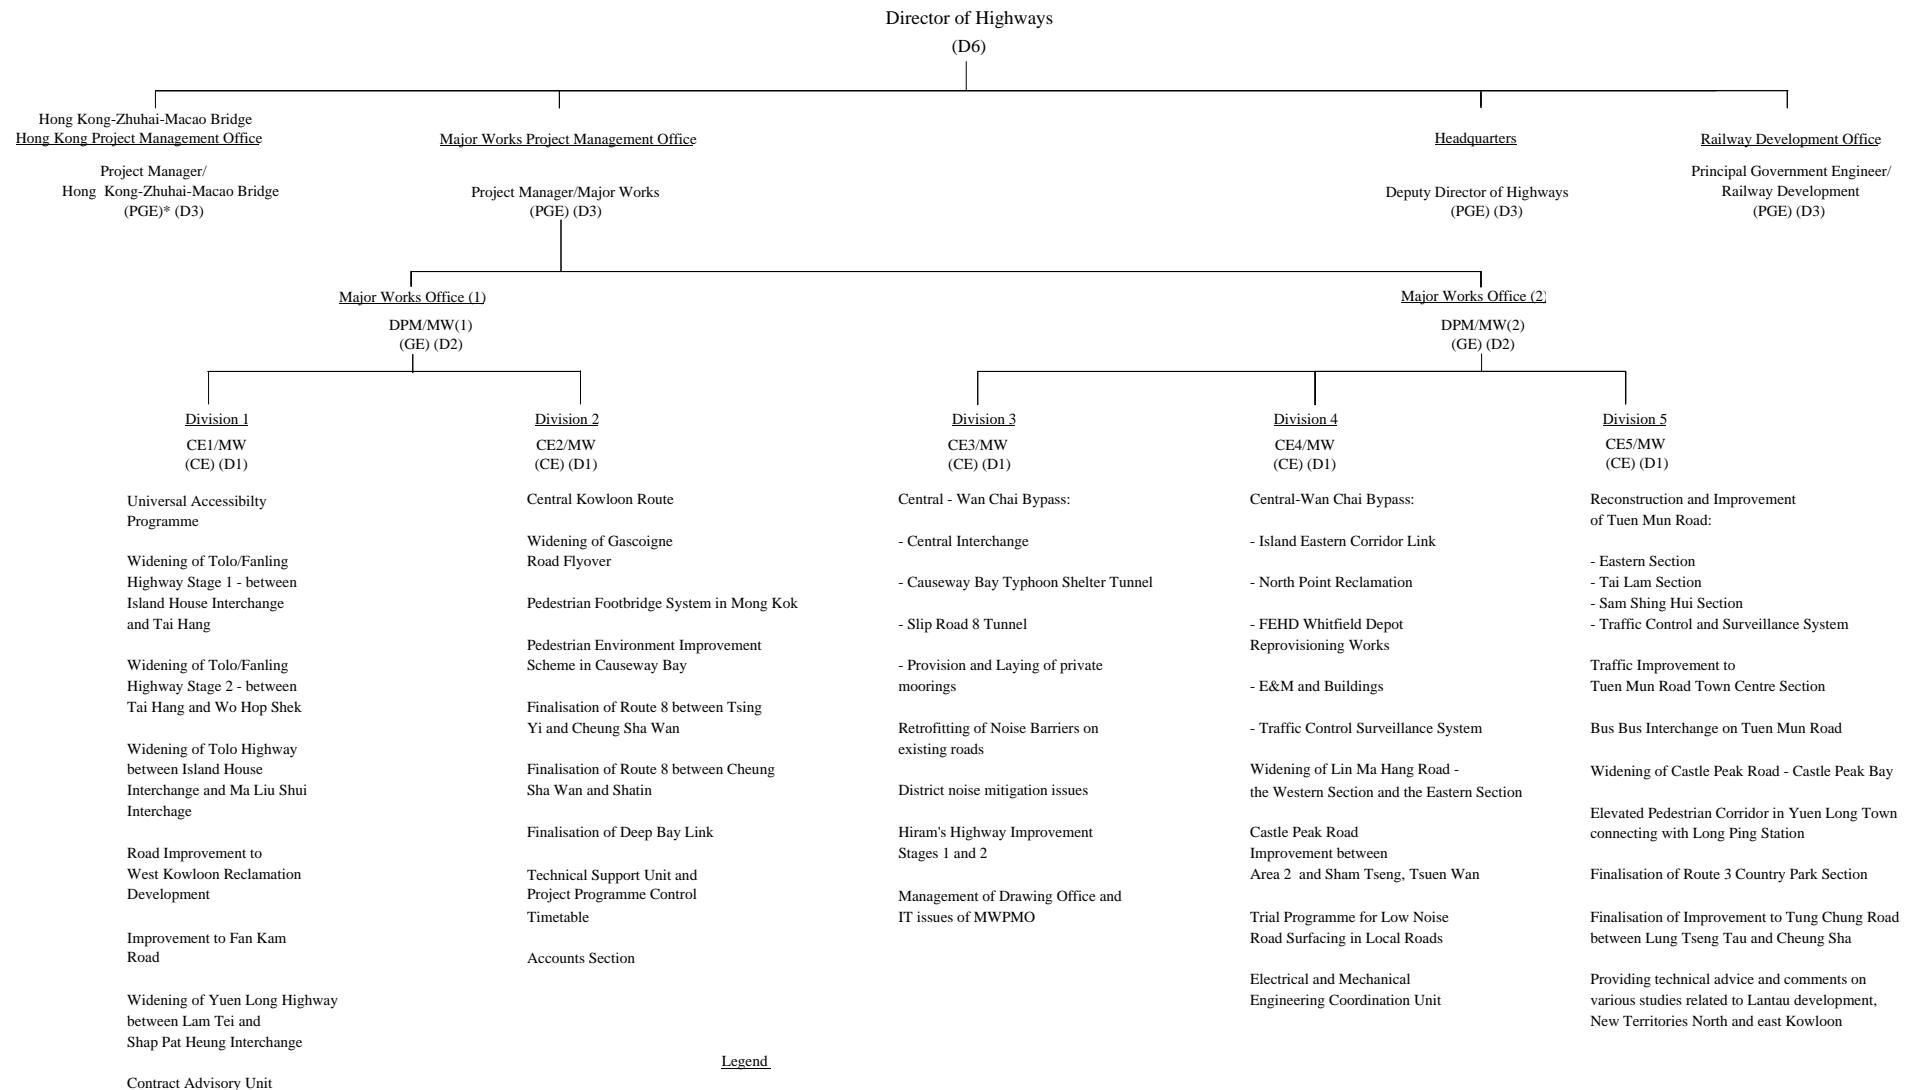 Director of Highways
(D6)
Hong Kong-Zhuhai-Macao Bridge
Hong Kong Project Management Office
Project Manager/
Hong Kong-Zhuhai-Macao Bridge
(PGE)* (D3)
Major Works Project Management Office
Project Manager/Major Works
(PGE) (D3)
Headquarters
Deputy Director of Highways
(PGE) (D3)
Railway Development Office
Principal Government Engineer/
Railway Development
(PGE) (D3)
Major Works Office (1)
DPM/MW(1)
(GE) (D2)
Major Works Office (2)
DPM/MW(2)
(GE) (D2)
Division 1
CE1/MW
(CE) (D1)
Universal Accessibilty
Programme
Widening of Tolo/Fanling
Highway Stage 1 - between
Island House Interchange
and Tai Hang
Widening of Tolo/Fanling
Highway Stage 2 - between
Tai Hang and Wo Hop Shek
Widening of Tolo Highway
between Island House
Interchange and Ma Liu Shui
Interchage
Road Improvement to
West Kowloon Reclamation
Development
Improvement to Fan Kam
Road
Widening of Yuen Long Highway
between Lam Tei and
Shap Pat Heung Interchange
Contract Advisory Unit
Division 2
CE2/MW
(CE) (D1)
Central Kowloon Route
Widening of Gascoigne
Road Flyover
Pedestrian Footbridge System in Mong Kok
Pedestrian Environment Improvement
Scheme in Causeway Bay
Finalisation of Route 8 between Tsing
Yi and Cheung Sha Wan
Finalisation of Route 8 between Cheung
Sha Wan and Shatin
Finalisation of Deep Bay Link
Technical Support Unit and
Project Programme Control
Timetable
Accounts Section
Division 3
CE3/MW
(CE) (D1)
Central - Wan Chai Bypass:
- Central Interchange
- Causeway Bay Typhoon Shelter Tunnel
- Slip Road 8 Tunnel
- Provision and Laying of private
moorings
Retrofitting of Noise Barriers on
existing roads
District noise mitigation issues
Hiram's Highway Improvement
Stages 1 and 2
Management of Drawing Office and
IT issues of MWPMO
Division 4
CE4/MW
(CE) (D1)
Central-Wan Chai Bypass:
- Island Eastern Corridor Link
- North Point Reclamation
- FEHD Whitfield Depot
Reprovisioning Works
- E&M and Buildings
- Traffic Control Surveillance System
Widening of Lin Ma Hang Road -
the Western Section and the Eastern Section
Castle Peak Road
Improvement between
Area 2 and Sham Tseng, Tsuen Wan
Trial Programme for Low Noise
Road Surfacing in Local Roads
Electrical and Mechanical
Engineering Coordination Unit
Division 5
CE5/MW
(CE) (D1)
Reconstruction and Improvement
of Tuen Mun Road:
- Eastern Section
- Tai Lam Section
- Sam Shing Hui Section
- Traffic Control and Surveillance System
Traffic Improvement to
Tuen Mun Road Town Centre Section
Bus Bus Interchange on Tuen Mun Road
Widening of Castle Peak Road - Castle Peak Bay
Elevated Pedestrian Corridor in Yuen Long Town
connecting with Long Ping Station
Finalisation of Route 3 Country Park Section
Finalisation of Improvement to Tung Chung Road
between Lung Tseng Tau and Cheung Sha
Providing technical advice and comments on
various studies related to Lantau development,
New Territories North and east Kowloon
Legend